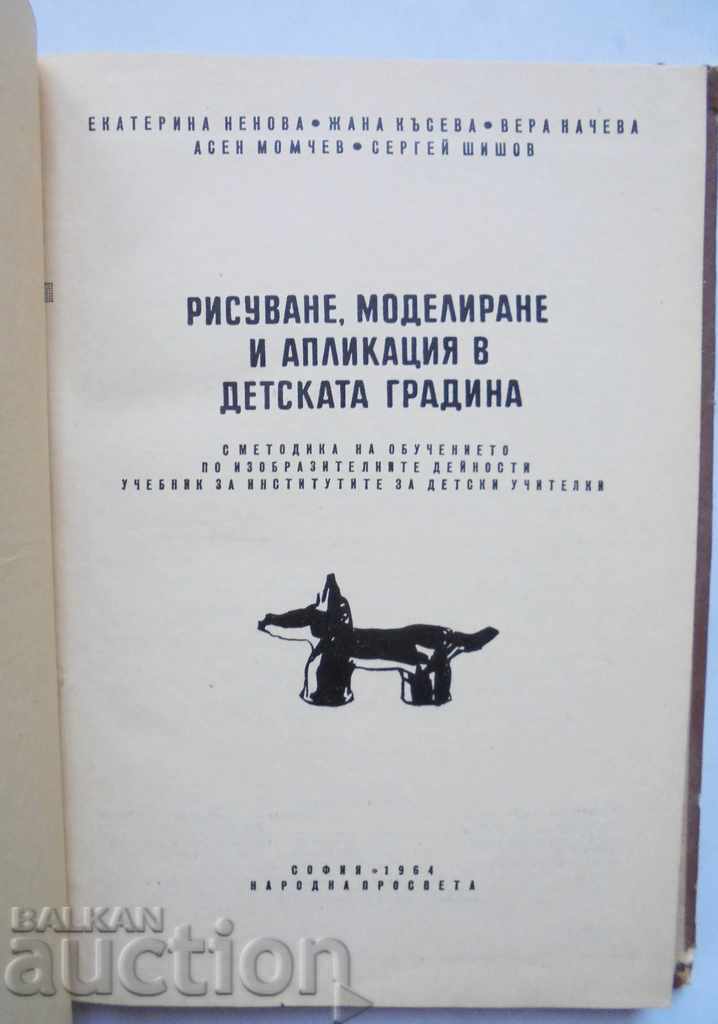 ЕКАТЕРИНА НЕНОВА • ЖАНА КЪСЕВА • ВЕРА НАЧЕВА
АСЕН МОМЧЕВ • СЕРГЕЙ ШИШОВ
РИСУВАНЕ, МОДЕЛИРАНЕ
И АПЛИКАЦИЯ В
ДЕТСКАТА ГРАДИНА
С МЕТОДИКА НА ОБУЧЕНИЕТО
ПО ИЗОБРАЗИТЕЛНИТЕ ДЕЙНОСТИ
УЧЕБНИК ЗА ИНСТИТУТИТЕ ЗА ДЕТСКИ УЧИТЕЛКИ
СОФИЯ • 1964
НАРОДНА ПРОСВЕТА
BALKAN
auction